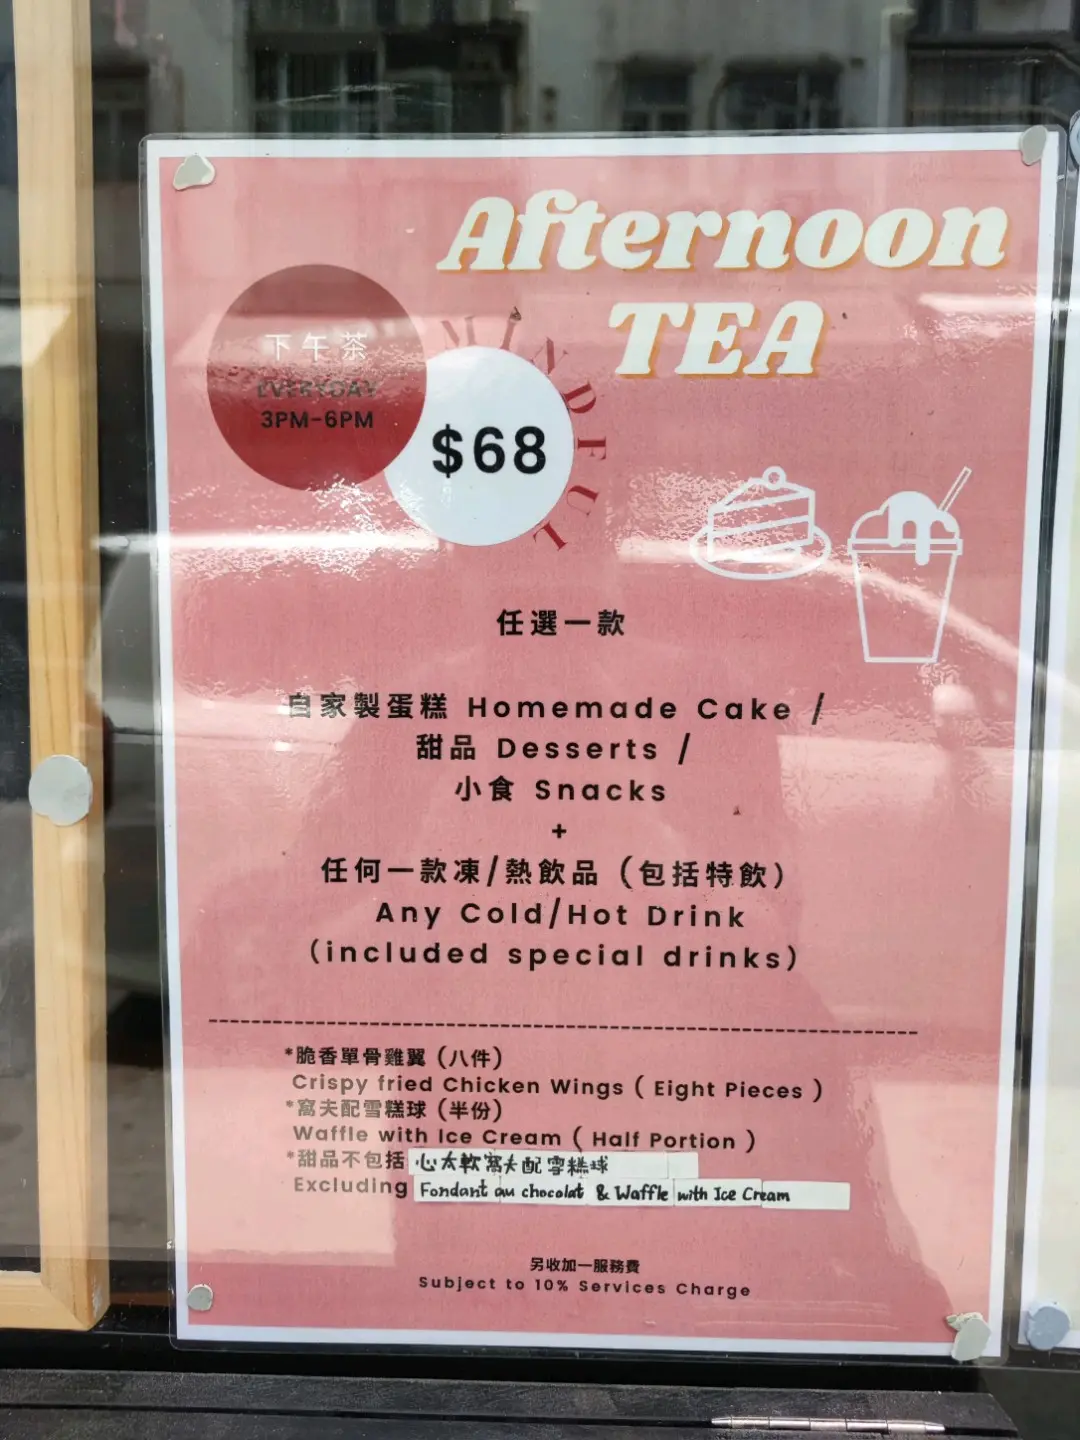 Afternoon
TEA
下午茶
EVERYDAY
3PM-6PM
MINDFUL
$68
任選一款
自家製蛋糕 Homemade Cake /
甜品 Desserts /
小食 Snacks
+
任何一款凍/熱飲品（包括特飲）
Any Cold/Hot Drink
(included special drinks)
*脆香單骨雞翼（八件）
Crispy fried Chicken Wings ( Eight Pieces )
*窩夫配雪糕球（半份）
Waffle with Ice Cream ( Half Portion )
*甜品不包括 心太軟窩夫配雪糕球
Excluding Fondant au chocolat & Waffle with Ice Cream
另收加一服務費
Subject to 10% Services Charge